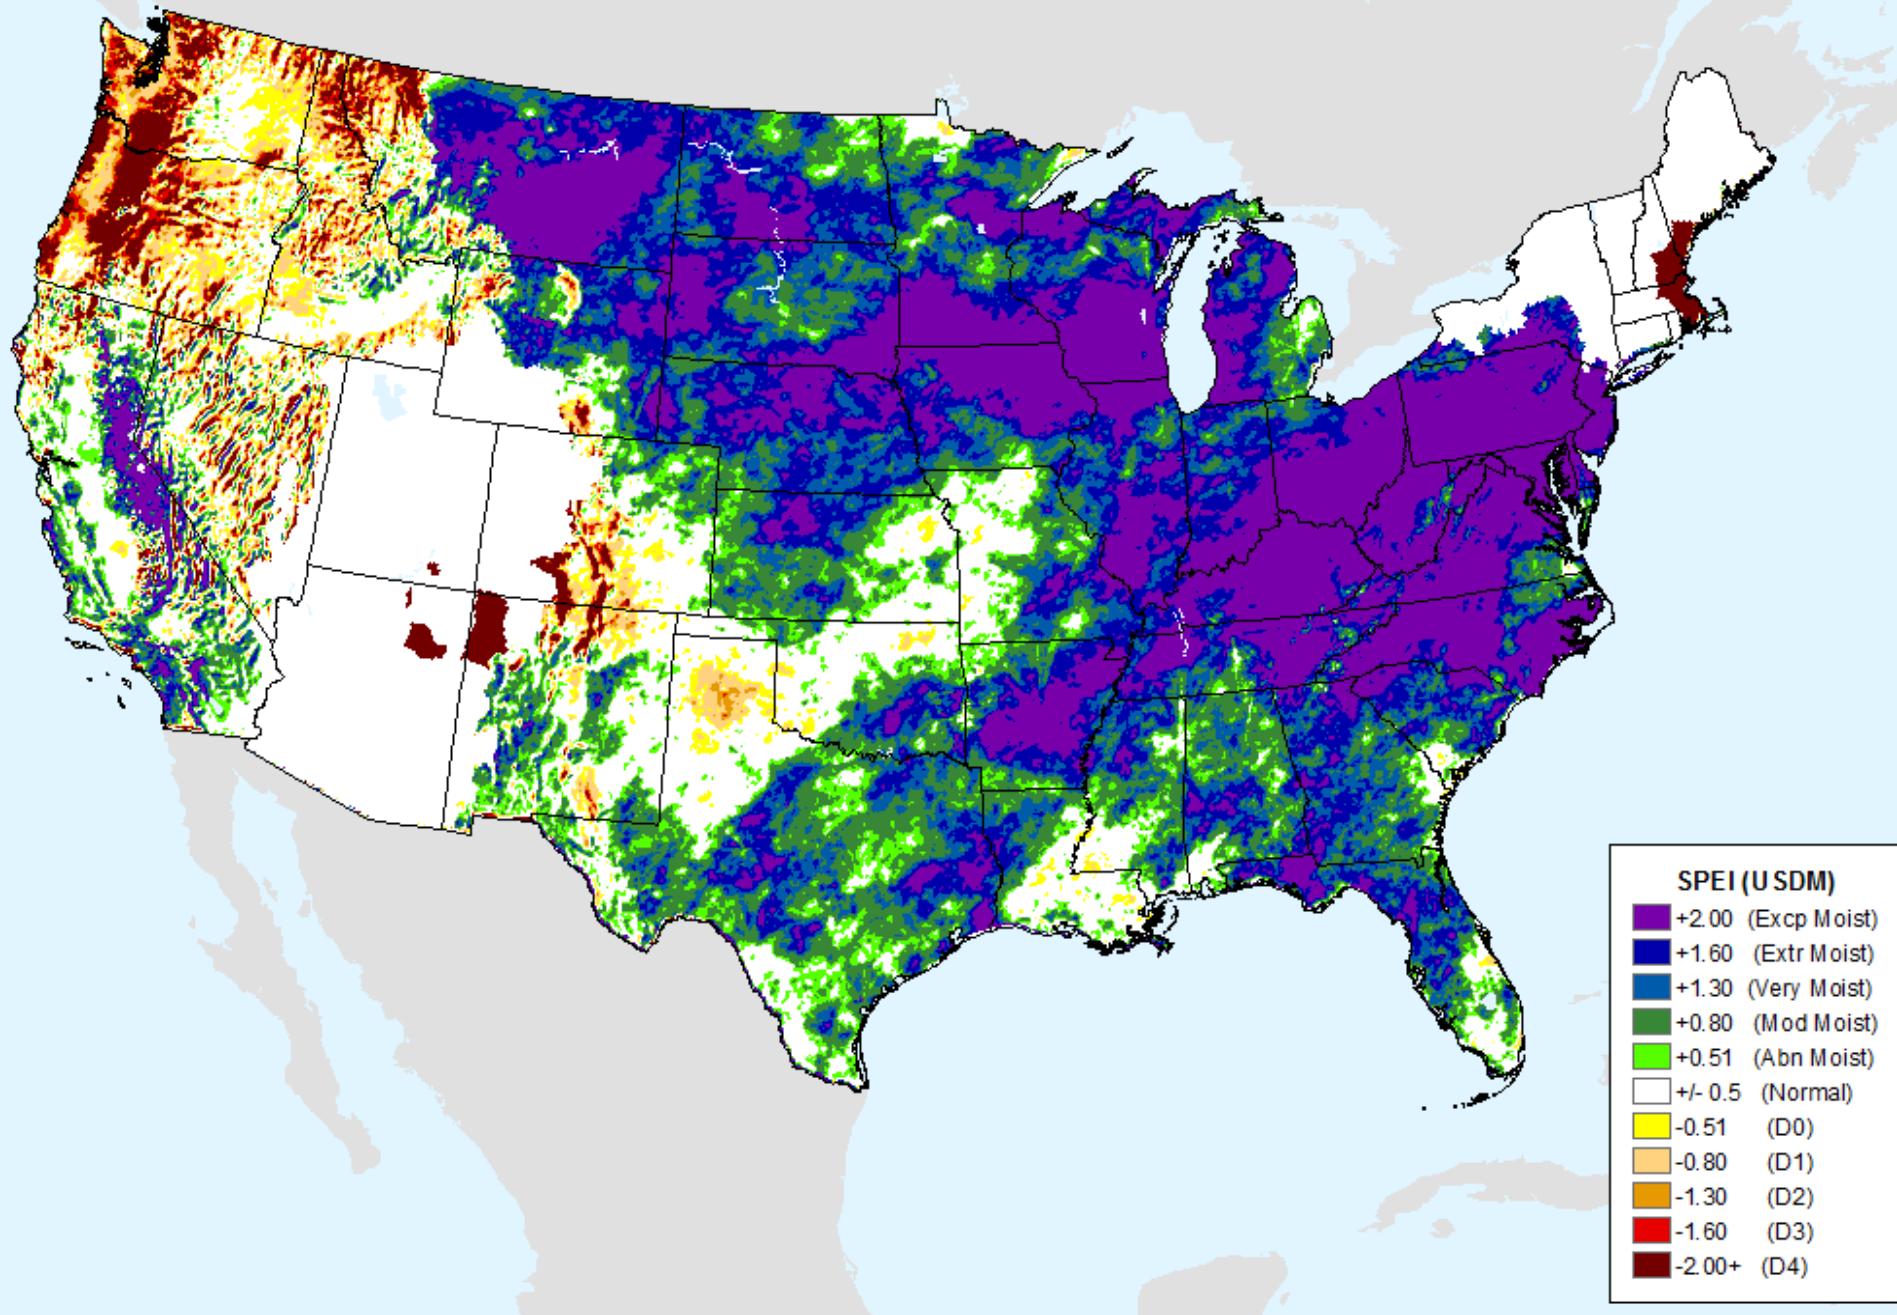 SPEI (USDM)
+2.00 (Excp Moist)
+1.60 (Extr Moist)
+1.30 (Very Moist)
+0.80 (Mod Moist)
+0.51 (Abn Moist)
+/- 0.5 (Normal)
-0.51 (D0)
-0.80 (D1)
-1.30 (D2)
-1.60 (D3)
-2.00+ (D4)